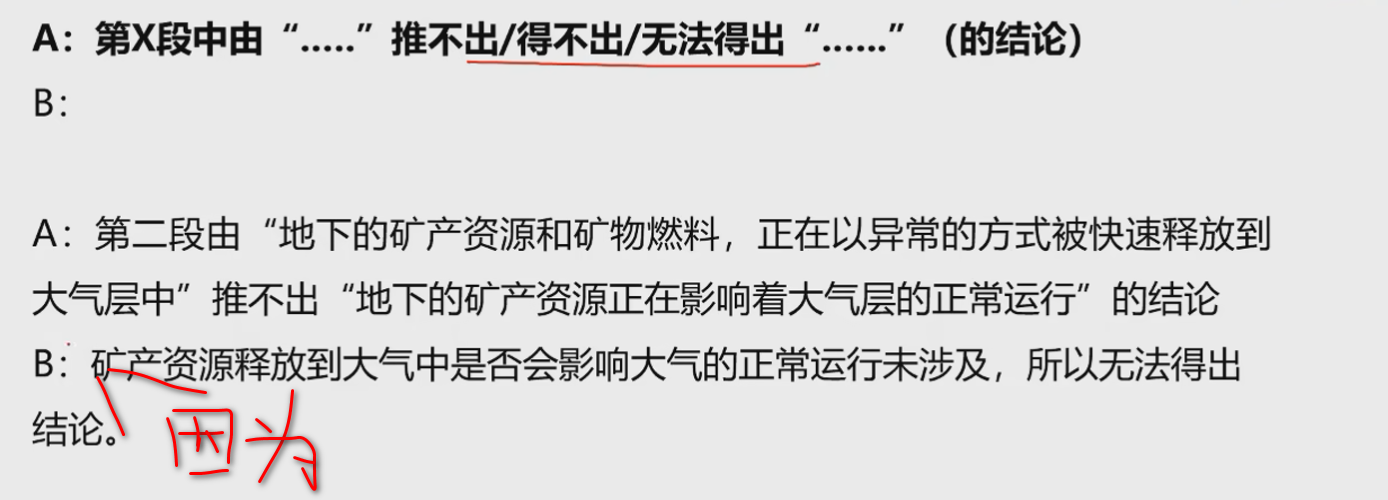 A：第X段中由“.....”推不出/得不出/无法得出“......”（的结论）
B：
A：第二段由“地下的矿产资源和矿物燃料，正在以异常的方式被快速释放到
大气层中”推不出“地下的矿产资源正在影响着大气层的正常运行”的结论
B：矿产资源释放到大气中是否会影响大气的正常运行未涉及，所以无法得出
结论。
因为